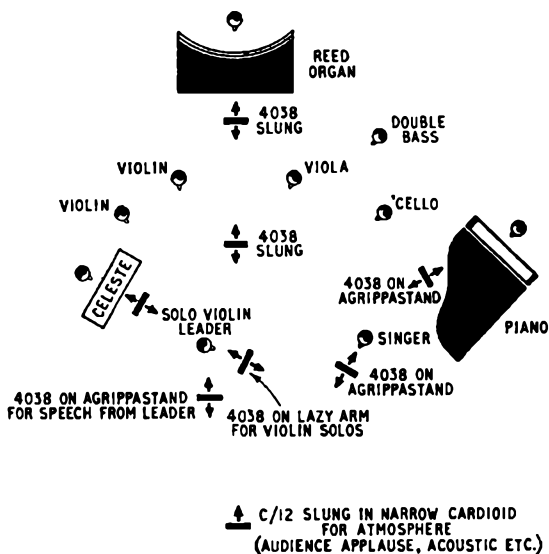 REED
ORGAN
4038
SLUNG
DOUBLE
BASS
VIOLIN
VIOLA
VIOLIN
'CELLO
4038
SLUNG
CELESTE
4038 ON
AGRIPPASTAND
PIANO
SOLO VIOLIN
LEADER
SINGER
4038 ON
AGRIPPASTAND
4038 ON AGRIPPASTAND
FOR SPEECH FROM LEADER
4038 ON LAZY ARM
FOR VIOLIN SOLOS
C/12 SLUNG IN NARROW CARDIOID
FOR ATMOSPHERE
(AUDIENCE APPLAUSE, ACOUSTIC ETC.)